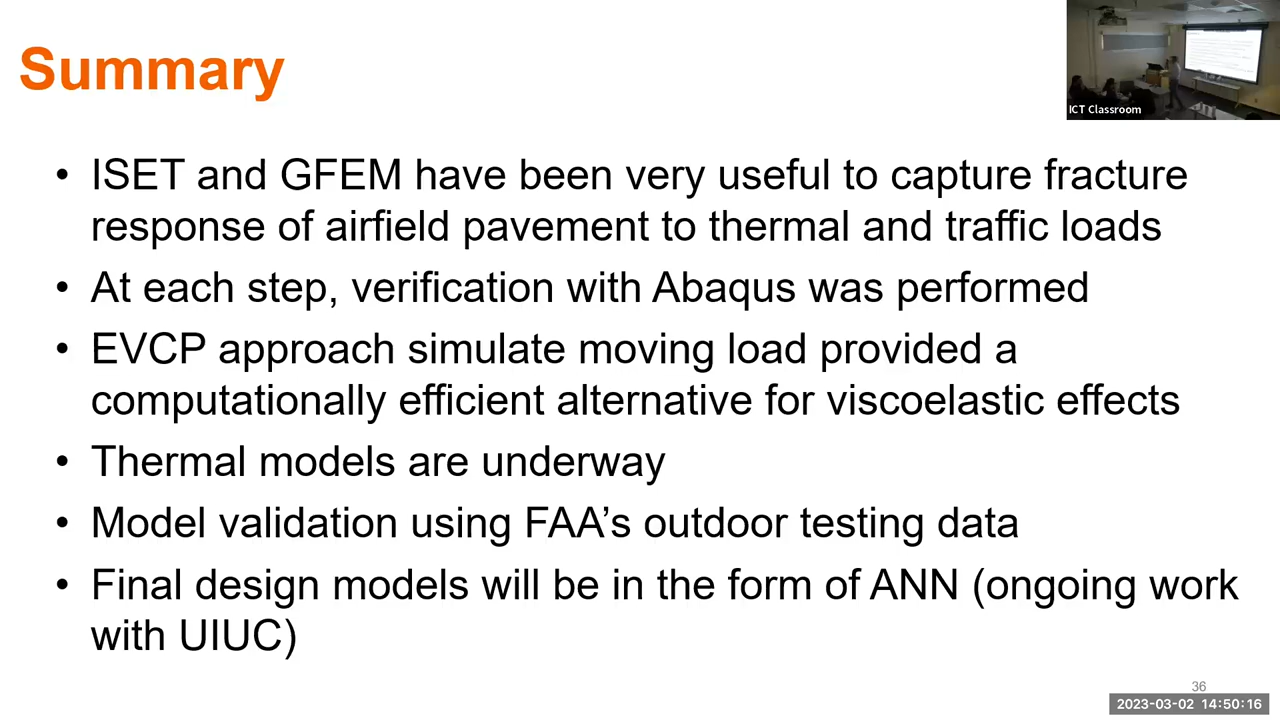 Summary
ICT Classroom
• ISET and GFEM have been very useful to capture fracture
response of airfield pavement to thermal and traffic loads
• At each step, verification with Abaqus was performed
• EVCP approach simulate moving load provided a
computationally efficient alternative for viscoelastic effects
• Thermal models are underway
• Model validation using FAA’s outdoor testing data
• Final design models will be in the form of ANN (ongoing work
with UIUC)
36
2023-03-02 14:50:16